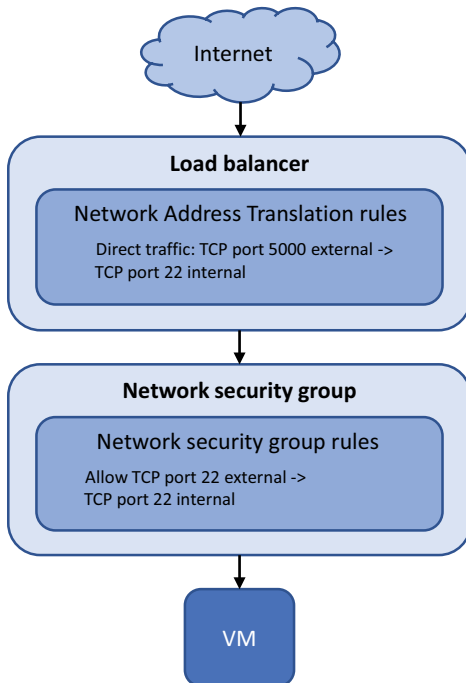 Internet
Load balancer
Network Address Translation rules
Direct traffic: TCP port 5000 external ->
TCP port 22 internal
Network security group
Network security group rules
Allow TCP port 22 external ->
TCP port 22 internal
VM